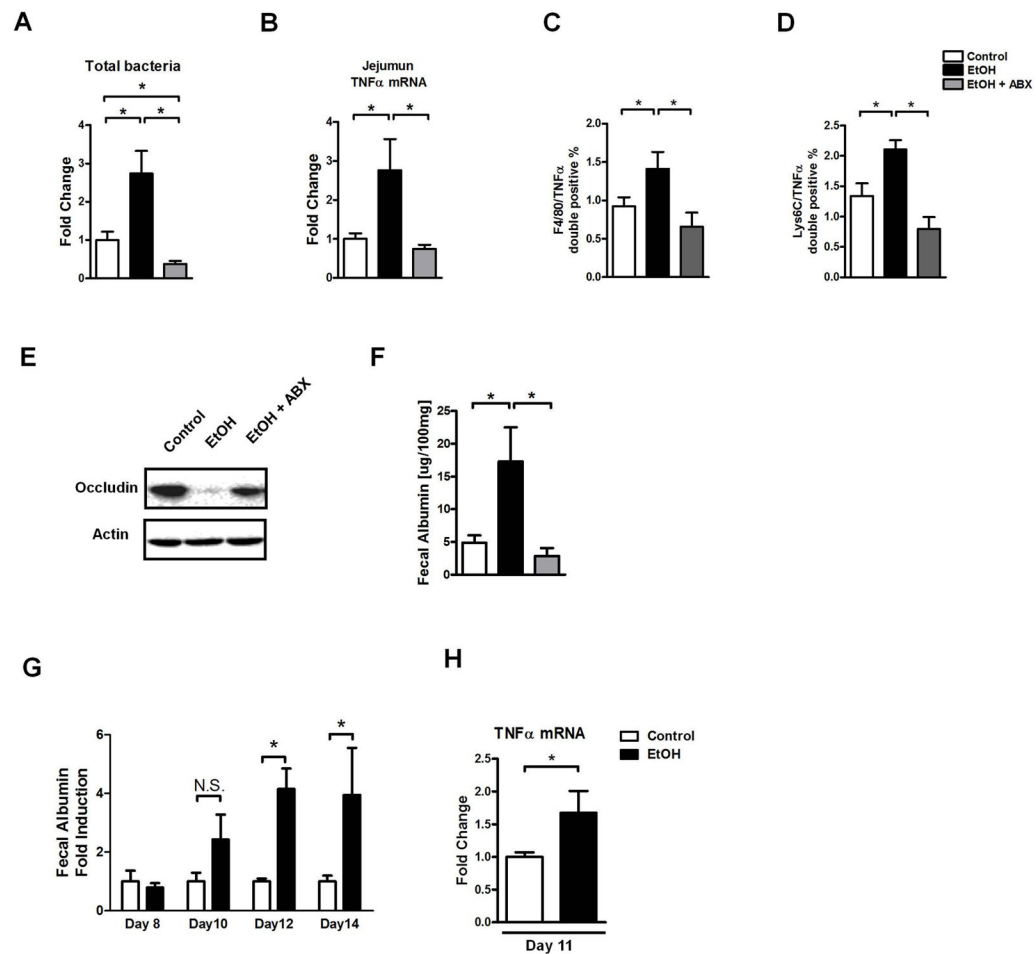 A
Total bacteria
*
*
*
Fold Change
4
3
2
1
0
B
Jejumun
TNFα mRNA
*
*
Fold Change
4
3
2
1
0
C
*
*
F4/80/TNFα
double positive %
2.0
1.5
1.0
0.5
0.0
D
Control
EtOH
EtOH + ABX
*
*
Lys6C/TNFα
double positive %
2.5
2.0
1.5
1.0
0.5
0.0
E
Control
EtOH
EtOH + ABX
Occludin
Actin
F
*
*
Fecal Albumin [ug/100mg]
25
20
15
10
5
0
G
Fecal Albumin
Fold Induction
6
4
2
0
N.S.
*
*
Day 8
Day10
Day12
Day14
H
TNFα mRNA
Control
EtOH
*
Fold Change
2.5
2.0
1.5
1.0
0.5
0.0
Day 11